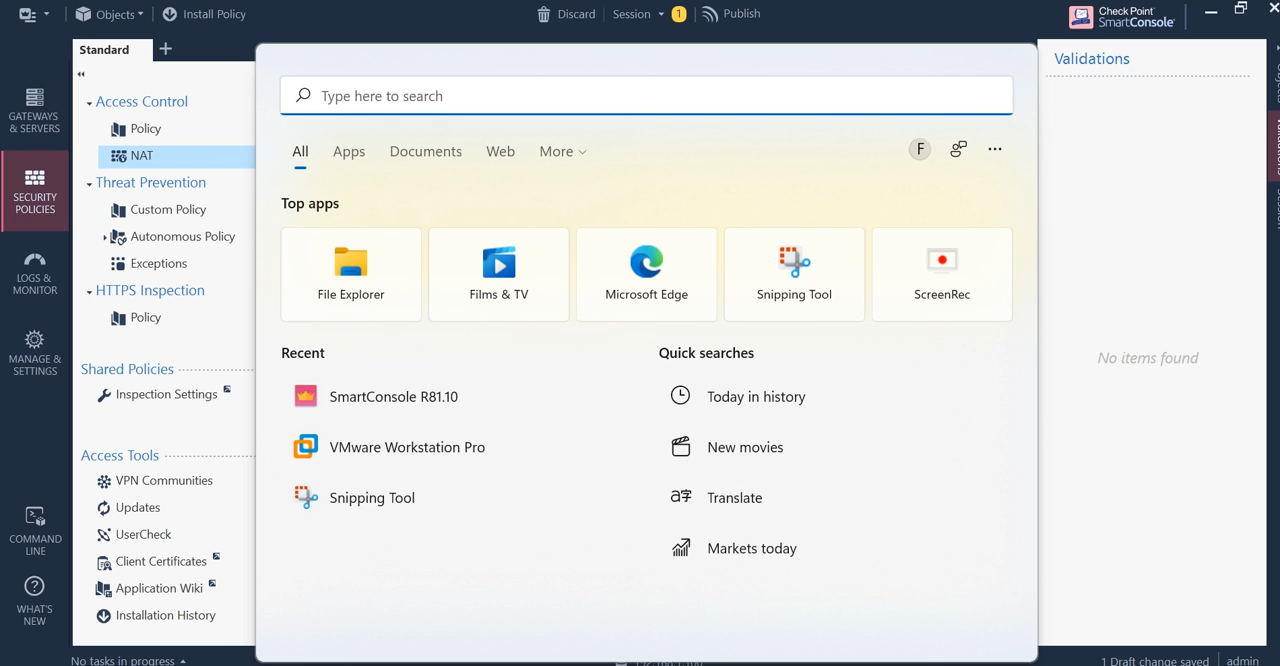 Objects
Install Policy
Discard
Session
1
Publish
Check Point
SmartConsole
Standard
GATEWAYS
& SERVERS
SECURITY
POLICIES
LOGS &
MONITOR
MANAGE &
SETTINGS
COMMAND
LINE
WHAT'S
NEW
Access Control
Policy
NAT
Threat Prevention
Custom Policy
Autonomous Policy
Exceptions
HTTPS Inspection
Policy
Shared Policies
Inspection Settings
Access Tools
VPN Communities
Updates
UserCheck
Client Certificates
Application Wiki
Installation History
Type here to search
All
Apps
Documents
Web
More
F
Top apps
File Explorer
Films & TV
Microsoft Edge
Snipping Tool
ScreenRec
Recent
SmartConsole R81.10
VMware Workstation Pro
Snipping Tool
Quick searches
Today in history
New movies
Translate
Markets today
Validations
No items found
No tasks in progress
1 Draft change saved
admin